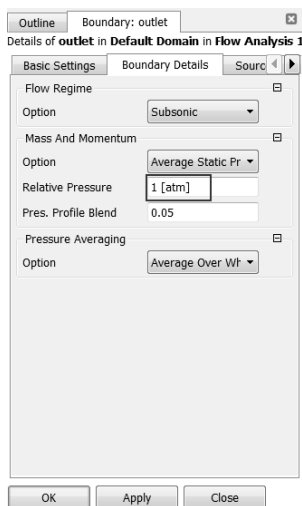 Outline Boundary: outlet
Details of outlet in Default Domain in Flow Analysis 1
Basic Settings Boundary Details Sourc
Flow Regime
Option Subsonic
Mass And Momentum
Option Average Static Pr
Relative Pressure 1 [atm]
Pres. Profile Blend 0.05
Pressure Averaging
Option Average Over Wh
OK Apply Close